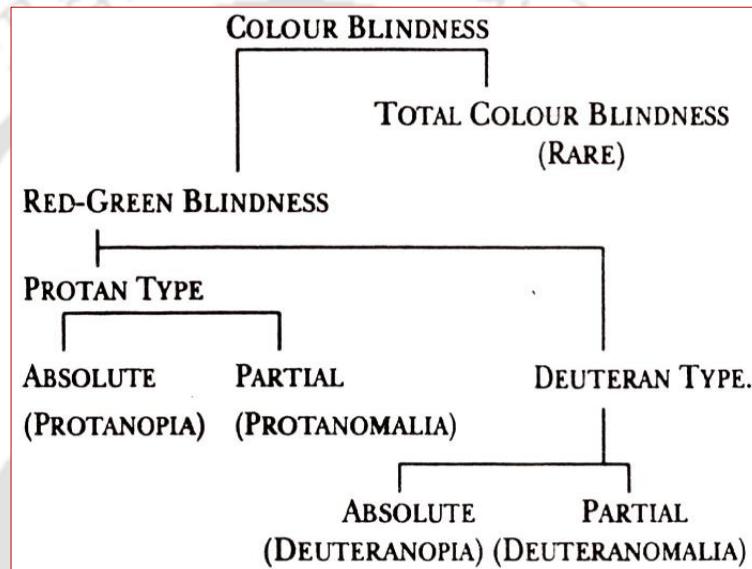 COLOUR BLINDNESS
TOTAL COLOUR BLINDNESS
(RARE)
RED-GREEN BLINDNESS
PROTAN TYPE
ABSOLUTE PARTIAL DEUTERAN TYPE.
(PROTANOPIA) (PROTANOMALIA)
ABSOLUTE PARTIAL
(DEUTERANOPIA) (DEUTERANOMALIA)